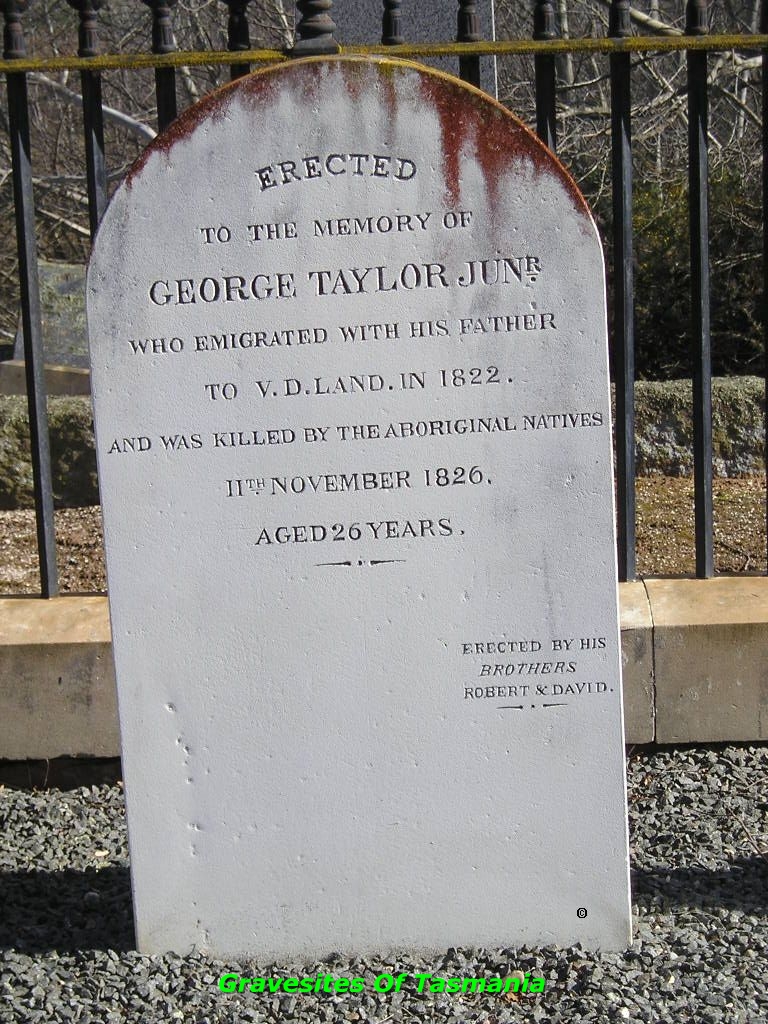 ERECTED
TO THE MEMORY OF
GEORGE TAYLOR JUNR.
WHO EMIGRATED WITH HIS FATHER
TO V.D.LAND. IN 1822.
AND WAS KILLED BY THE ABORIGINAL NATIVES
11TH NOVEMBER 1826.
AGED 26 YEARS.
ERECTED BY HIS
BROTHERS
ROBERT & DAVID.
©
Gravesites Of Tasmania